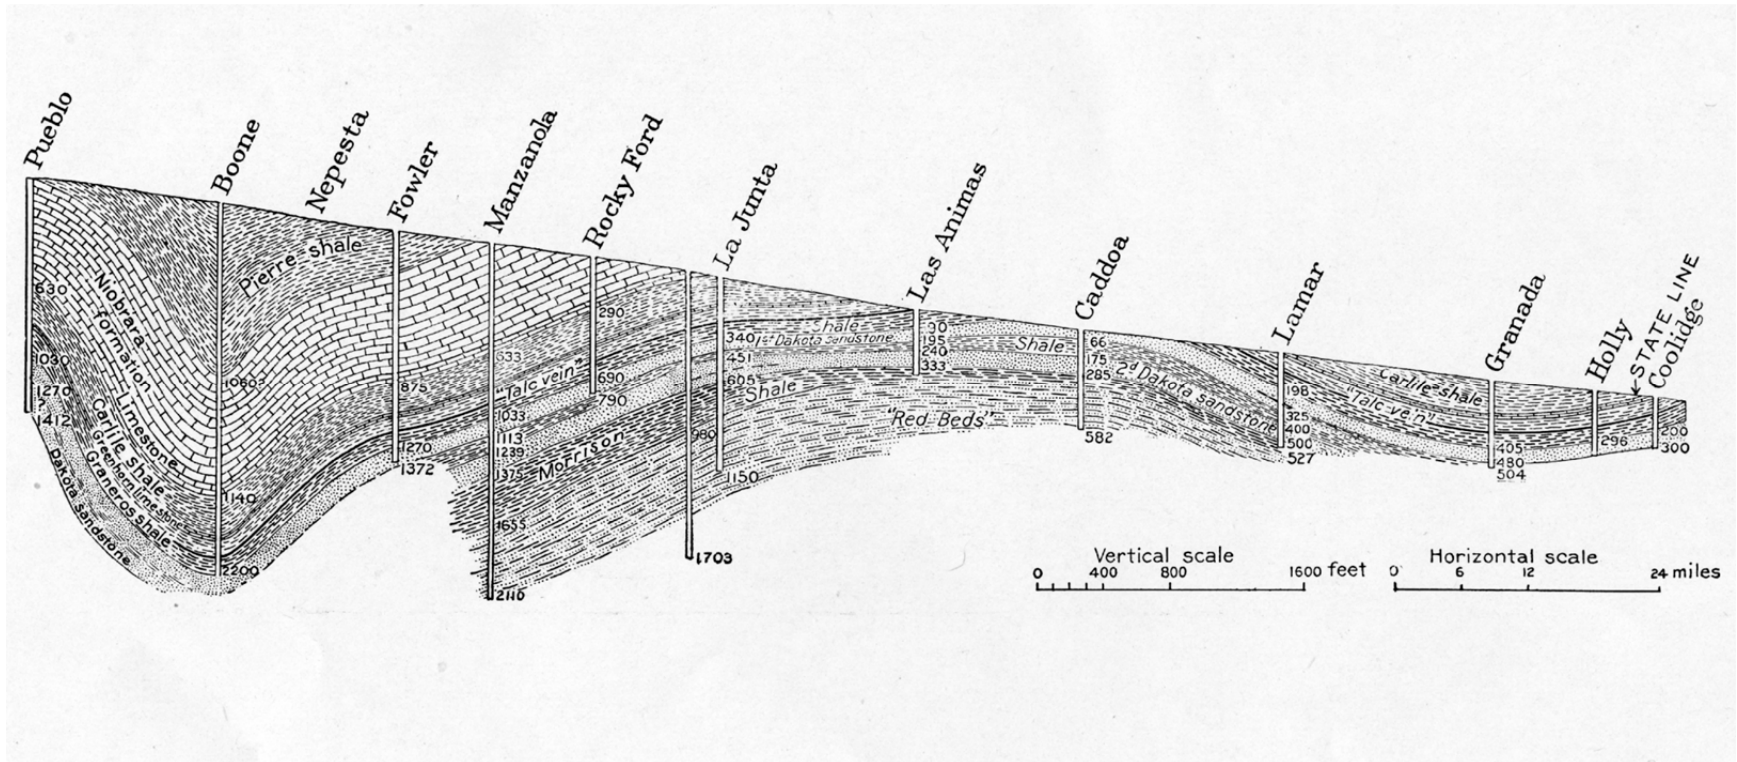 Pueblo
Boone
Nepesta
Fowler
Manzanola
Rocky Ford
La Junta
Las Animas
Caddoa
Lamar
Granada
Holly
STATE LINE
Coolidge
Pierre shale
Niobrara formation
Limestone
Carlile shale
Greenhorn limestone
Graneros shale
Dakota sandstone
"Talc vein"
Morrison
Shale
1st Dakota sandstone
Shale
Shale
"Red Beds"
2d Dakota sandstone
Carlile shale
"Talc vein"
630
1030
1270
1412
1060?
1140
2200
875
1270
1372
633
1033
1113
1239
1375
1655
2110
290
690
790
980
1703
340
451
605
1150
90
195
240
333
66
175
285
582
198
325
400
500
527
405
480
504
296
200
300
Vertical scale
0 400 800 1600 feet
Horizontal scale
0 6 12 24 miles